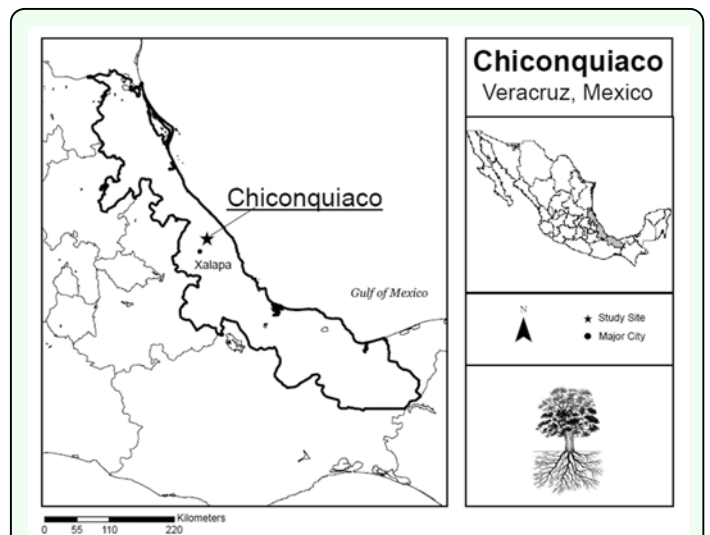 Chiconquiaco
Veracruz, Mexico
Chiconquiaco
Xalapa
Gulf of Mexico
N
Study Site
Major City
Kilometers
0 55 110 220